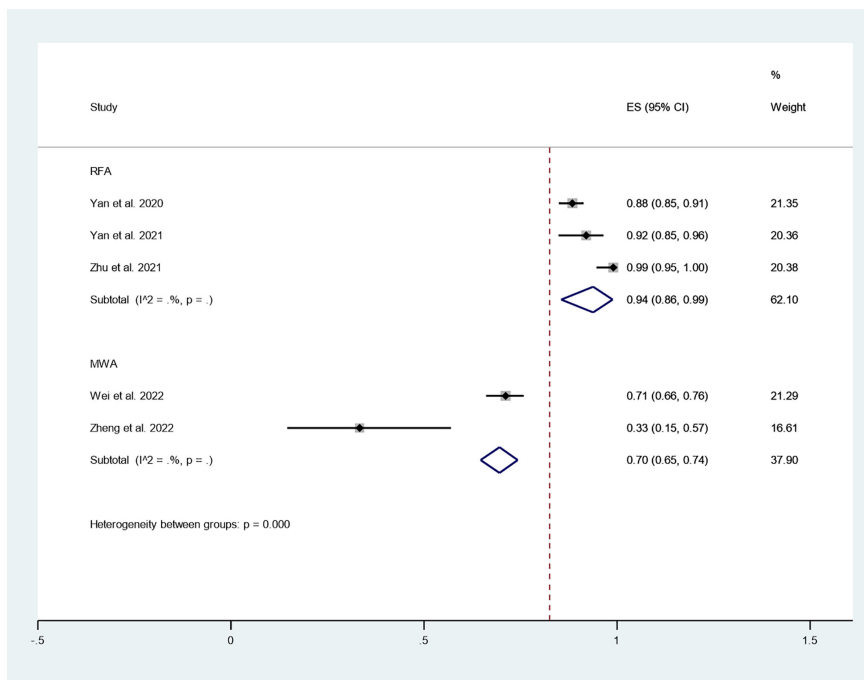 %
Study ES (95% CI) Weight
RFA
Yan et al. 2020 0.88 (0.85, 0.91) 21.35
Yan et al. 2021 0.92 (0.85, 0.96) 20.36
Zhu et al. 2021 0.99 (0.95, 1.00) 20.38
Subtotal (I^2 = .%, p = .) 0.94 (0.86, 0.99) 62.10
MWA
Wei et al. 2022 0.71 (0.66, 0.76) 21.29
Zheng et al. 2022 0.33 (0.15, 0.57) 16.61
Subtotal (I^2 = .%, p = .) 0.70 (0.65, 0.74) 37.90
Heterogeneity between groups: p = 0.000
-.5 0 .5 1 1.5